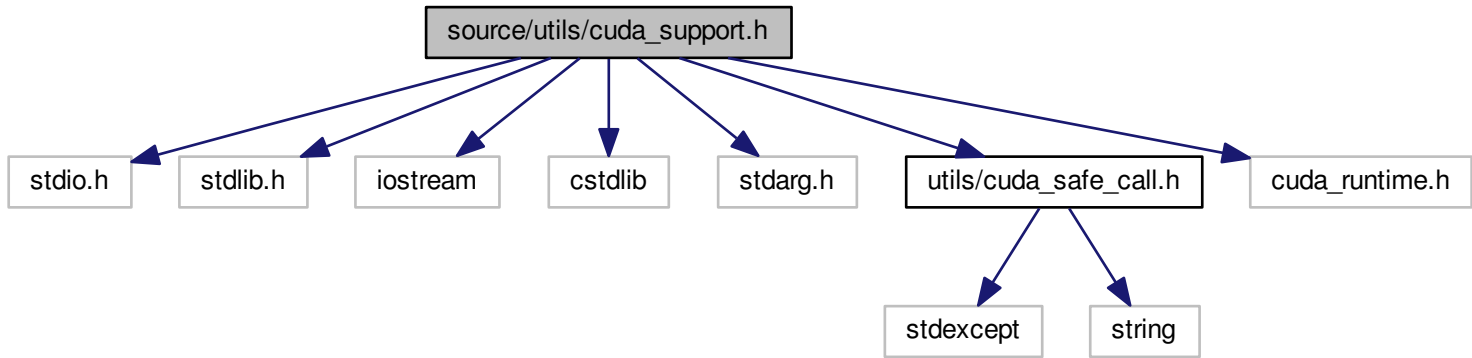 source/utils/cuda_support.h
stdio.h
stdlib.h
iostream
cstdlib
stdarg.h
utils/cuda_safe_call.h
cuda_runtime.h
stdexcept
string